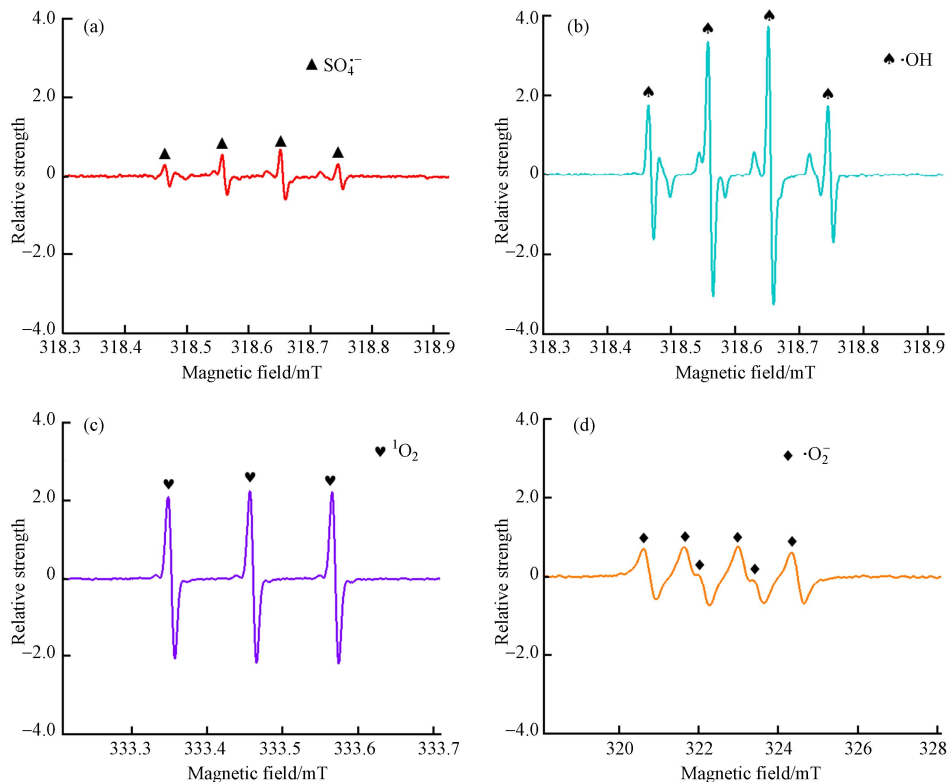 (a)
▲ SO₄•⁻
Relative strength
4.0
2.0
0
−2.0
−4.0
318.3 318.4 318.5 318.6 318.7 318.8 318.9
Magnetic field/mT
(b)
♠ ·OH
Relative strength
4.0
2.0
0
−2.0
−4.0
318.3 318.4 318.5 318.6 318.7 318.8 318.9
Magnetic field/mT
(c)
♥ ¹O₂
Relative strength
4.0
2.0
0
−2.0
−4.0
333.3 333.4 333.5 333.6 333.7
Magnetic field/mT
(d)
◆ ·O₂⁻
Relative strength
4.0
2.0
0
−2.0
−4.0
320 322 324 326 328
Magnetic field/mT